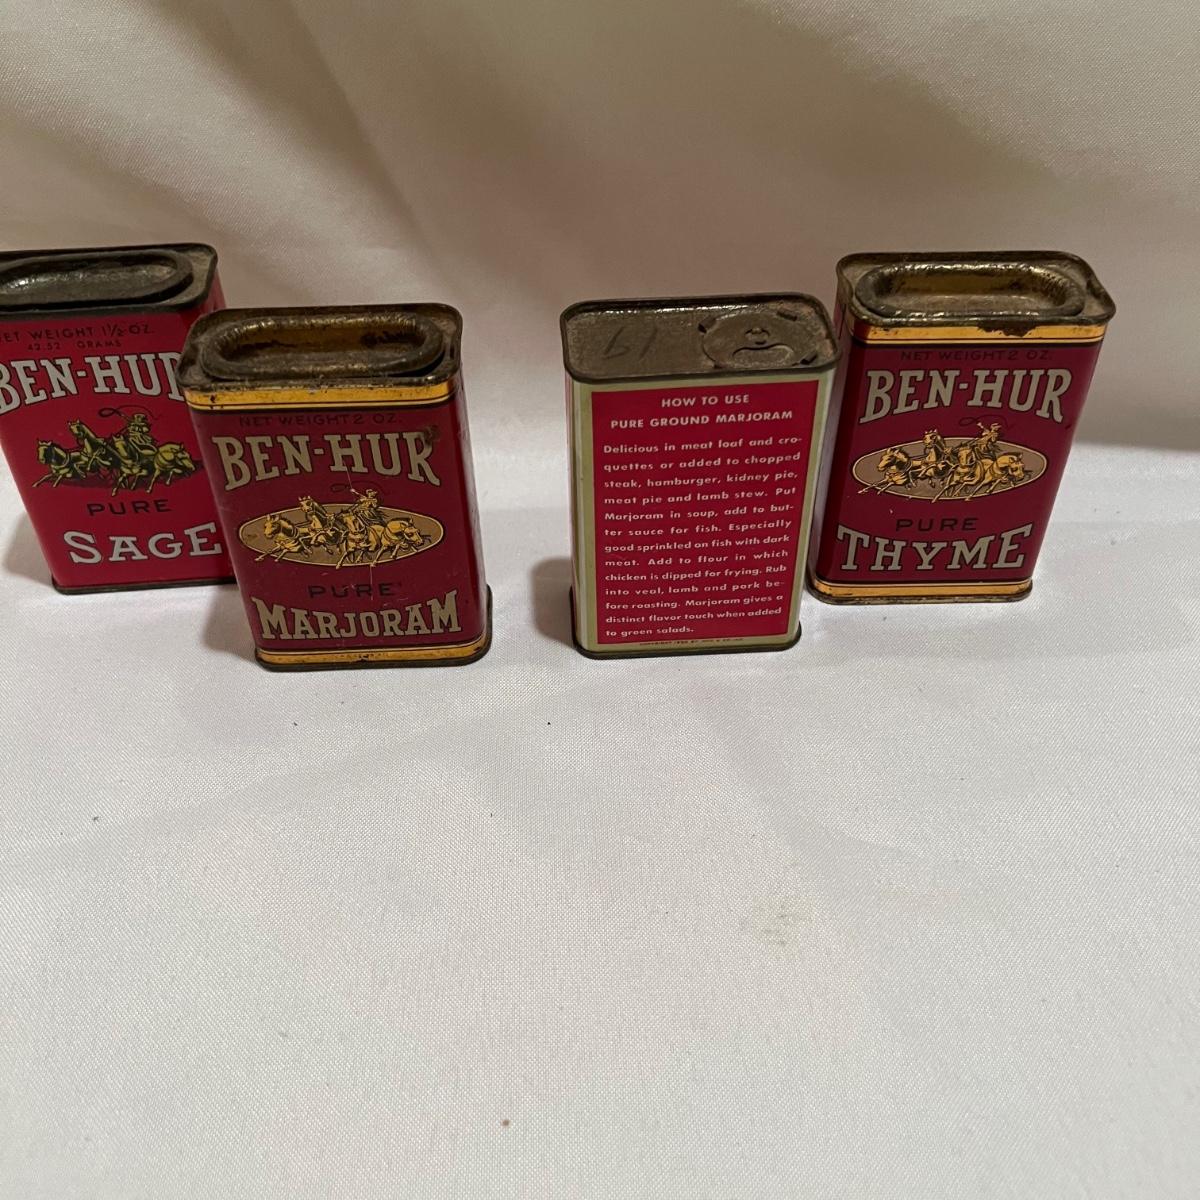 NET WEIGHT 1½ OZ.
42.52 GRAMS
BEN-HUR
PURE
SAGE
NET WEIGHT 2 OZ.
BEN-HUR
PURE
MARJORAM
19
HOW TO USE
PURE GROUND MARJORAM
Delicious in meat loaf and cro-
quettes or added to chopped
steak, hamburger, kidney pie,
meat pie and lamb stew. Put
Marjoram in soup, add to but-
ter sauce for fish. Especially
good sprinkled on fish with dark
meat. Add to flour in which
chicken is dipped for frying. Rub
into veal, lamb and pork be-
fore roasting. Marjoram gives a
distinct flavor touch when added
to green salads.
NET WEIGHT 2 OZ.
BEN-HUR
PURE
THYME